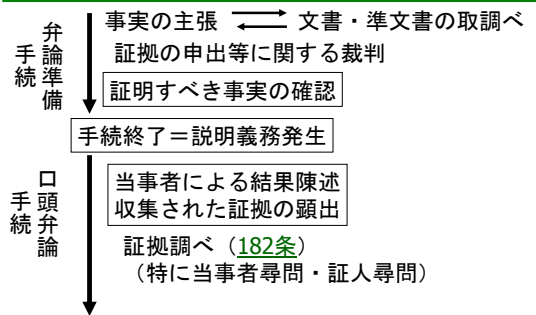 弁論準備手続
事実の主張 ⇄ 文書・準文書の取調べ
証拠の申出等に関する裁判
証明すべき事実の確認
手続終了＝説明義務発生
口頭弁論手続
当事者による結果陳述
収集された証拠の顕出
証拠調べ（182条）
（特に当事者尋問・証人尋問）